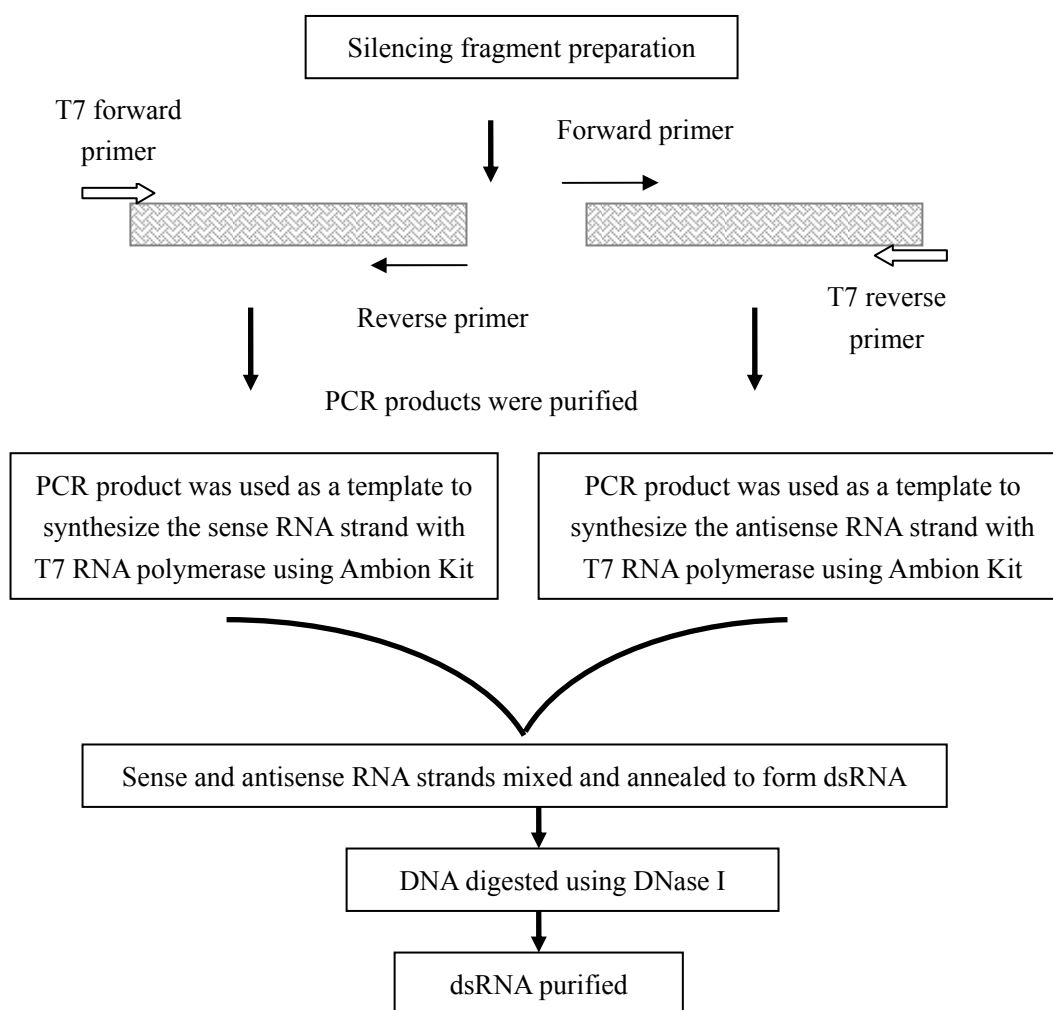 Silencing fragment preparation
T7 forward
primer
Forward primer
Reverse primer
T7 reverse
primer
PCR products were purified
PCR product was used as a template to
synthesize the sense RNA strand with
T7 RNA polymerase using Ambion Kit
PCR product was used as a template to
synthesize the antisense RNA strand with
T7 RNA polymerase using Ambion Kit
Sense and antisense RNA strands mixed and annealed to form dsRNA
DNA digested using DNase I
dsRNA purified